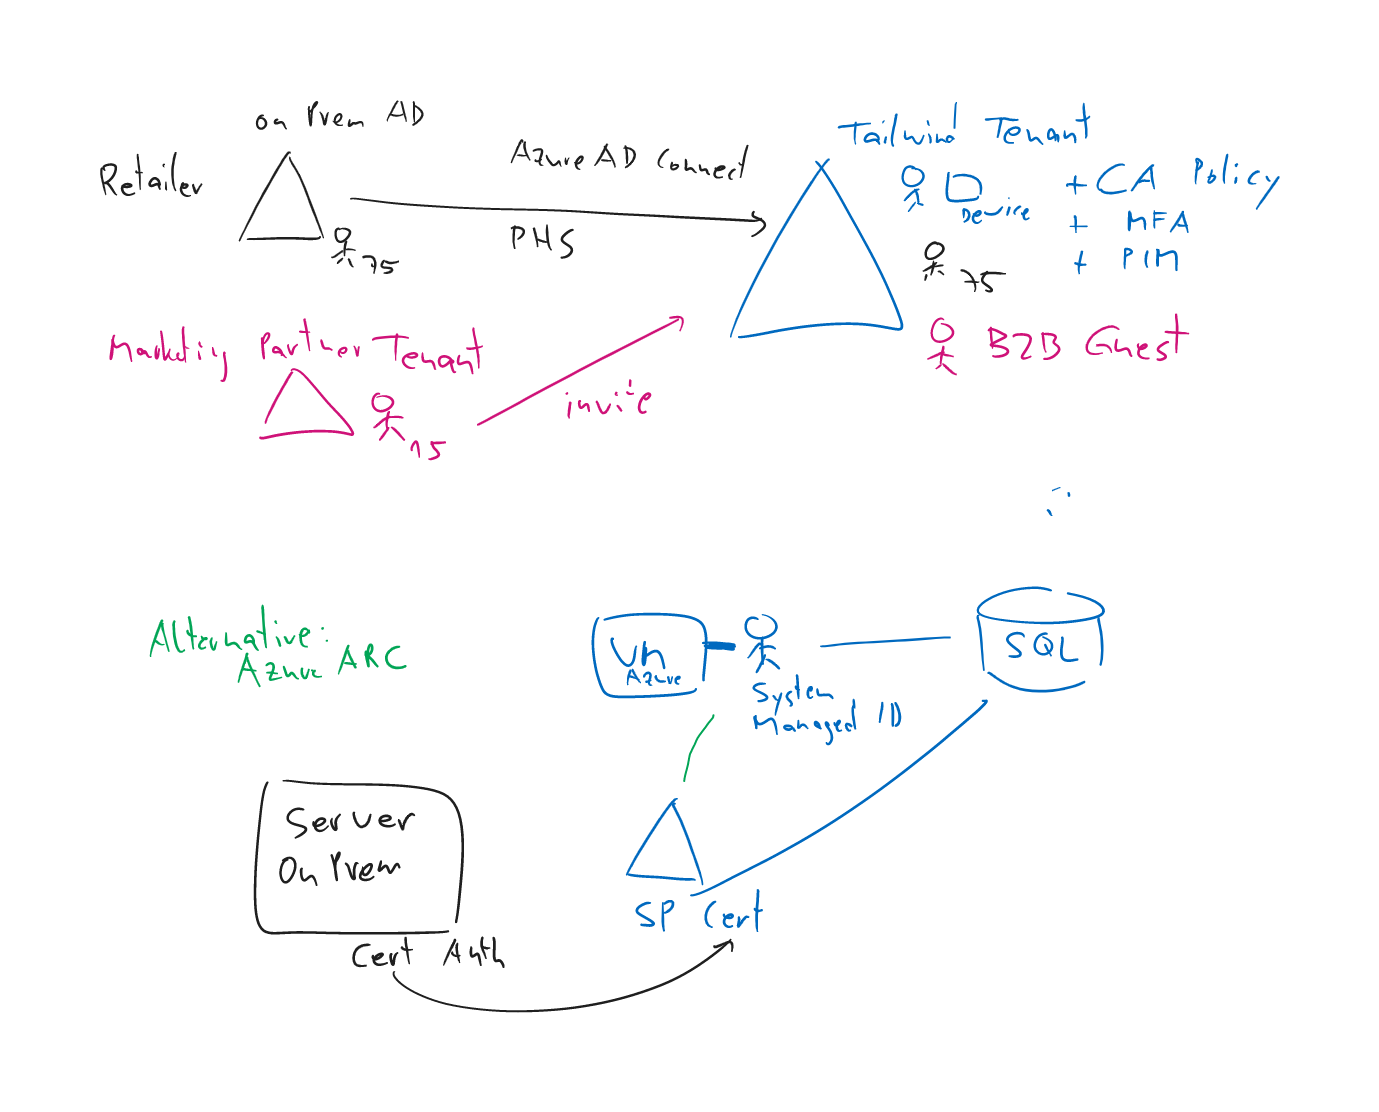 on Prem AD
Retailer
75
Azure AD Connect
PHS
Tailwind Tenant
Device
+ CA Policy
+ MFA
+ PIM
75
B2B Guest
Marketing Partner Tenant
15
invite
Alternative:
Azure ARC
VM
Azure
System
Managed ID
SQL
Server
On Prem
Cert Auth
SP Cert